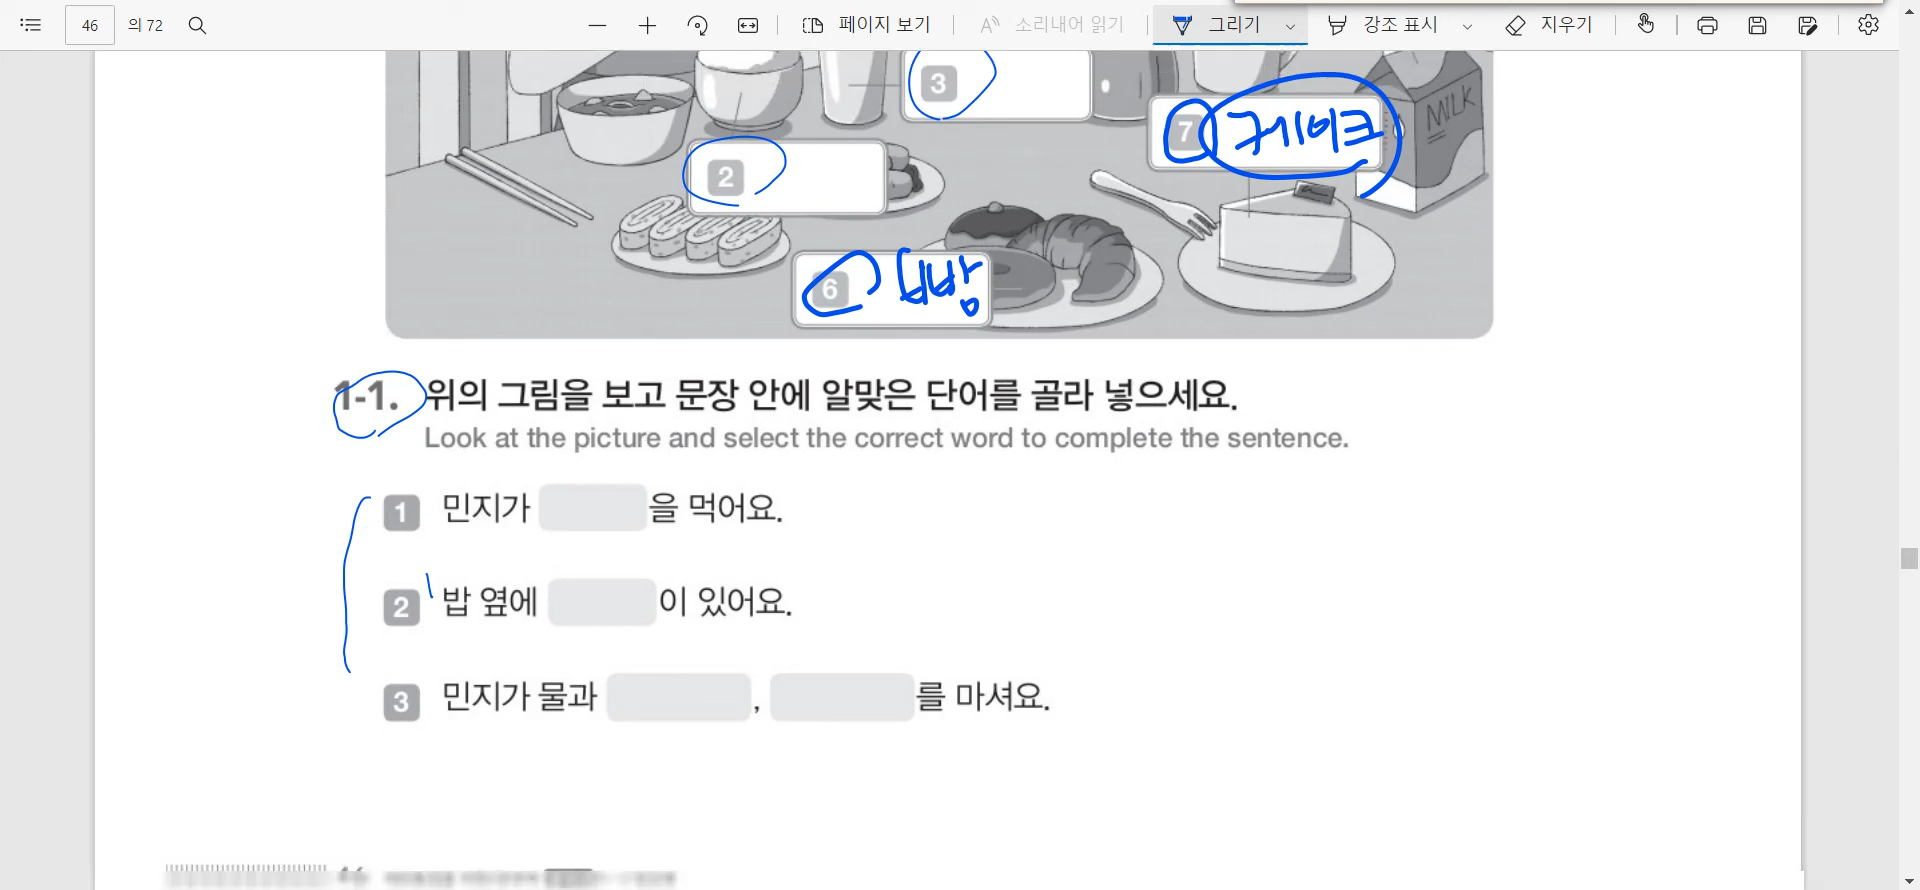 46 의 72 페이지 보기 소리내어 읽기 그리기 강조 표시 지우기
3
MILK
7 케이크
2
6 빵
1-1. 위의 그림을 보고 문장 안에 알맞은 단어를 골라 넣으세요.
Look at the picture and select the correct word to complete the sentence.
1 민지가 을 먹어요.
2 밥 옆에 이 있어요.
3 민지가 물과 , 를 마셔요.